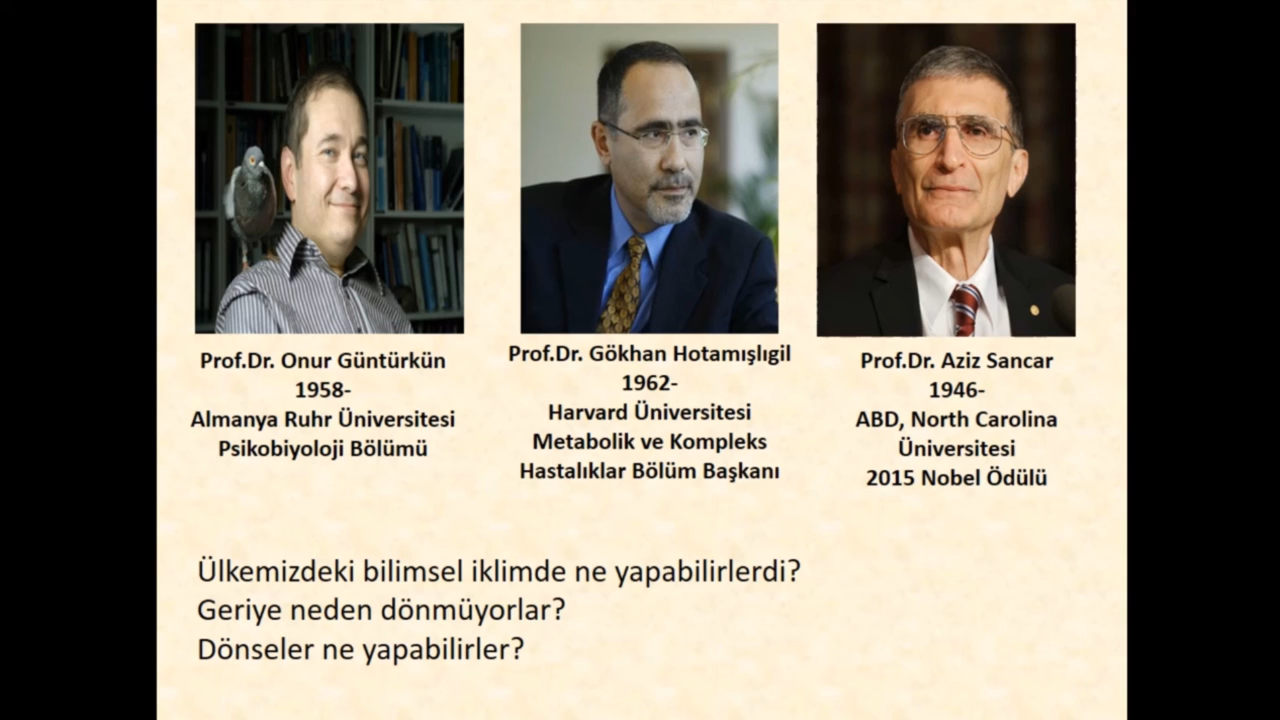 Prof.Dr. Onur Güntürkün
1958-
Almanya Ruhr Üniversitesi
Psikobiyoloji Bölümü
Prof.Dr. Gökhan Hotamışlıgil
1962-
Harvard Üniversitesi
Metabolik ve Kompleks
Hastalıklar Bölüm Başkanı
Prof.Dr. Aziz Sancar
1946-
ABD, North Carolina
Üniversitesi
2015 Nobel Ödülü
Ülkemizdeki bilimsel iklimde ne yapabilirlerdi?
Geriye neden dönmüyorlar?
Dönseler ne yapabilirler?